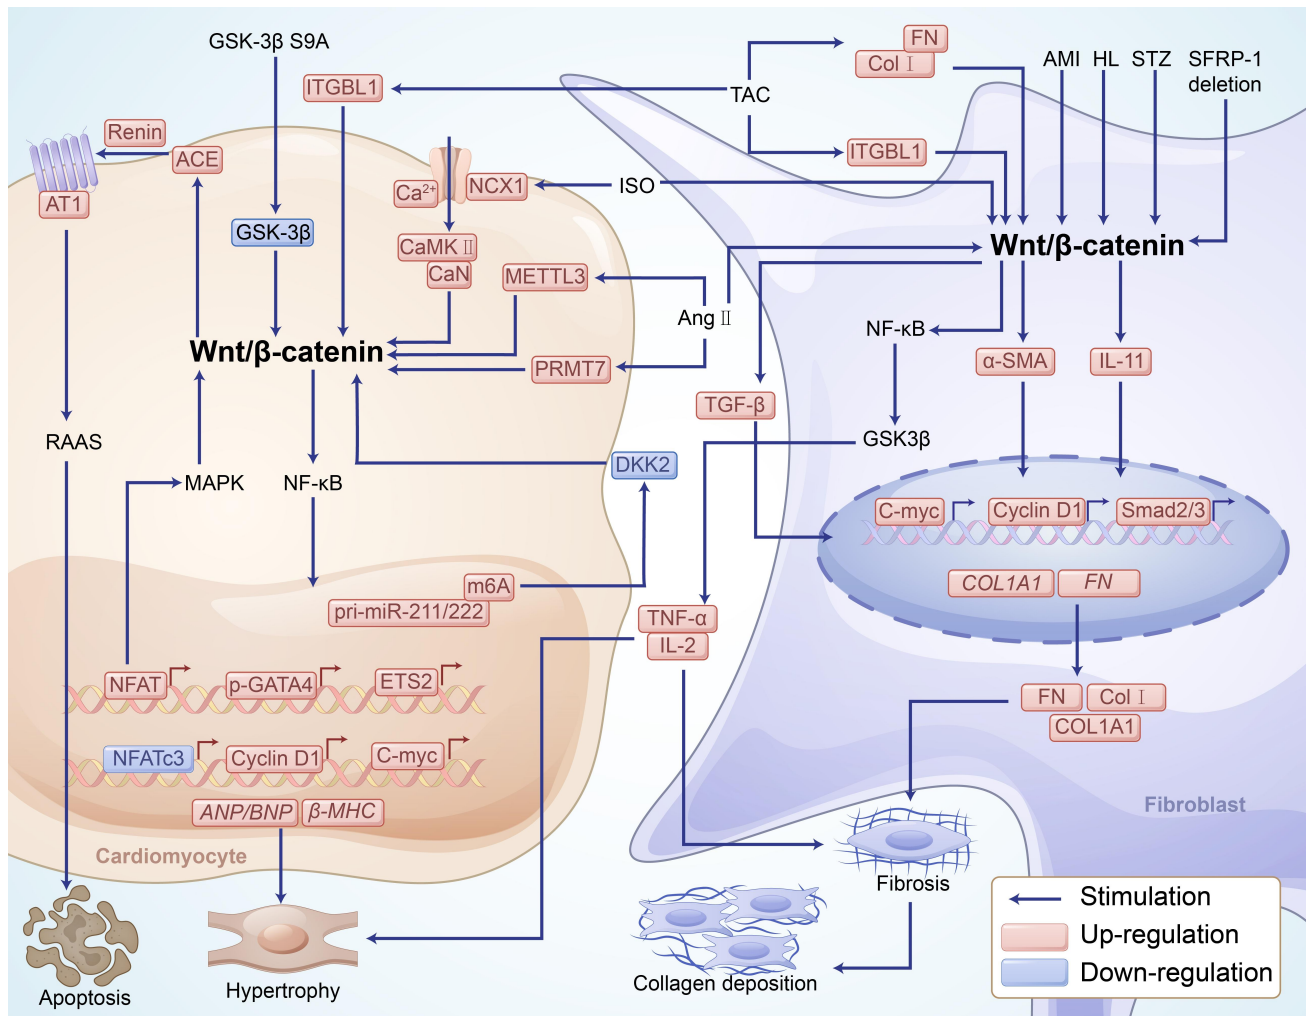 GSK-3β S9A
ITGBL1
Renin
ACE
AT1
GSK-3β
Ca²⁺
NCX1
CaMK Ⅱ
CaN
METTL3
Wnt/β-catenin
PRMT7
RAAS
MAPK
NF-κB
DKK2
m6A
pri-miR-211/222
NFAT
p-GATA4
ETS2
NFATc3
Cyclin D1
C-myc
ANP/BNP
β-MHC
Cardiomyocyte
Apoptosis
Hypertrophy
TAC
ISO
Ang Ⅱ
FN
Col Ⅰ
ITGBL1
AMI
HL
STZ
SFRP-1
deletion
Wnt/β-catenin
NF-κB
α-SMA
IL-11
TGF-β
GSK3β
C-myc
Cyclin D1
Smad2/3
COL1A1
FN
TNF-α
IL-2
FN
Col Ⅰ
COL1A1
Fibroblast
Fibrosis
Collagen deposition
Stimulation
Up-regulation
Down-regulation